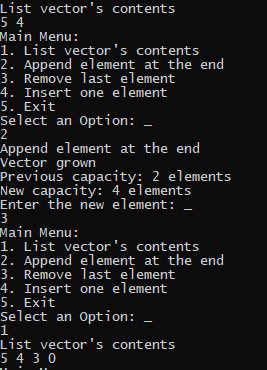 List vector's contents
5 4
Main Menu:
1. List vector's contents
2. Append element at the end
3. Remove last element
4. Insert one element
5. Exit
Select an Option: _
2
Append element at the end
Vector grown
Previous capacity: 2 elements
New capacity: 4 elements
Enter the new element: _
3
Main Menu:
1. List vector's contents
2. Append element at the end
3. Remove last element
4. Insert one element
5. Exit
Select an Option: _
1
List vector's contents
5 4 3 0